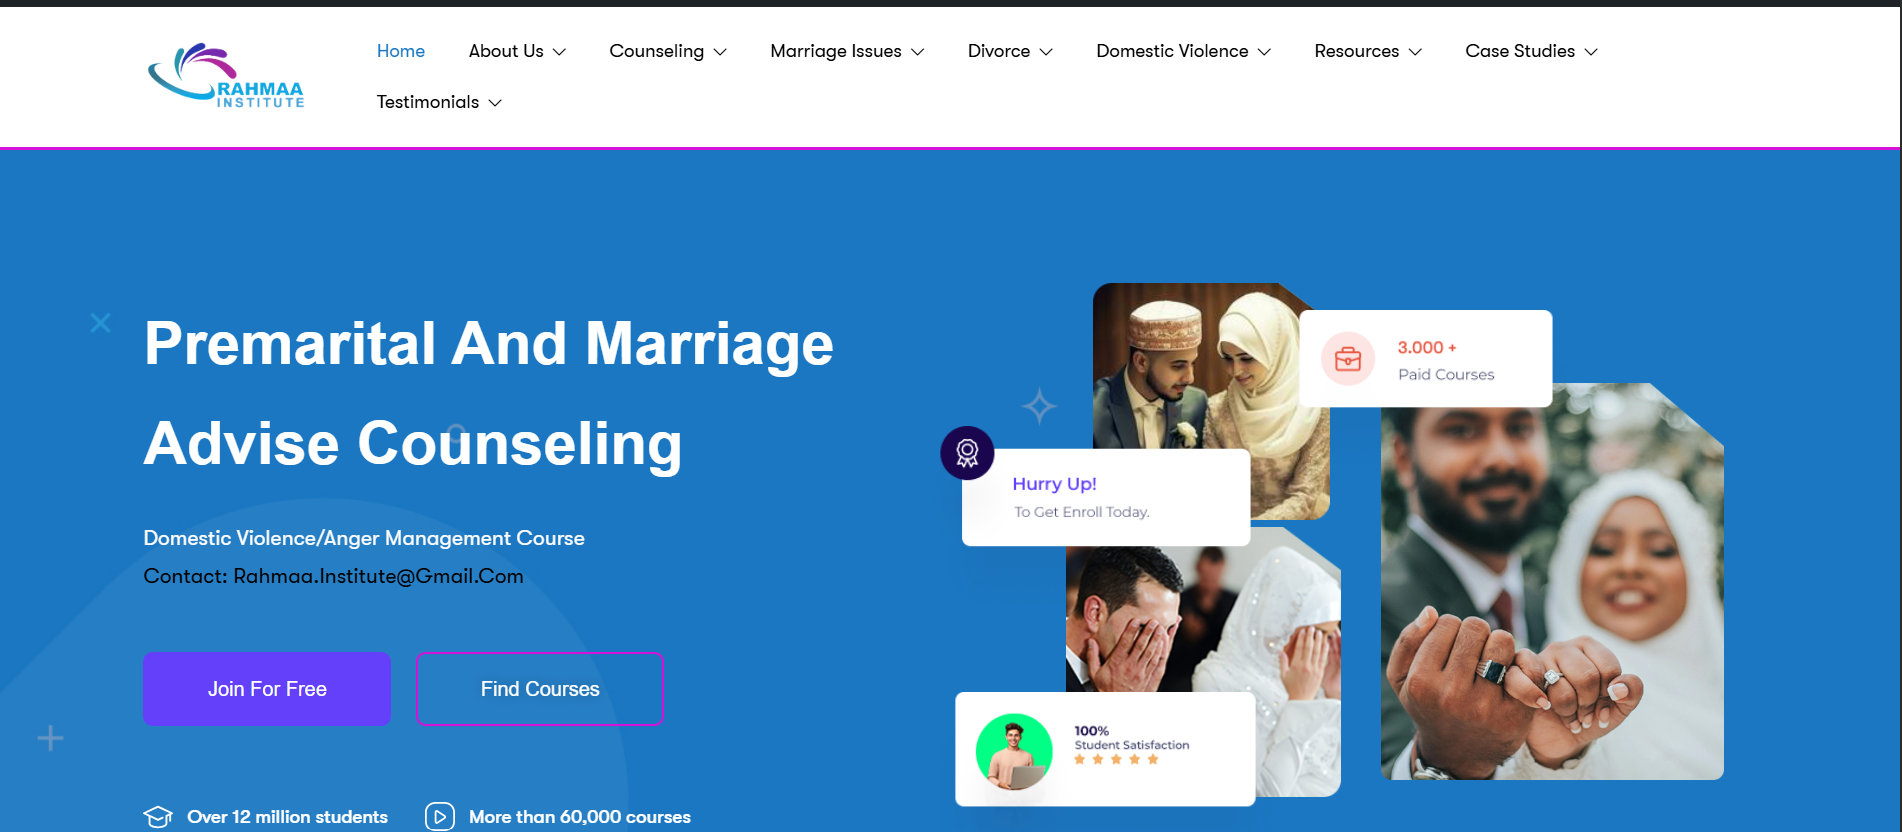 RAHMAA
INSTITUTE
Home About Us Counseling Marriage Issues Divorce Domestic Violence Resources Case Studies
Testimonials
Premarital And Marriage
Advise Counseling
Domestic Violence/Anger Management Course
Contact: Rahmaa.Institute@Gmail.Com
Join For Free Find Courses
Over 12 million students More than 60,000 courses
3.000 +
Paid Courses
Hurry Up!
To Get Enroll Today.
100%
Student Satisfaction